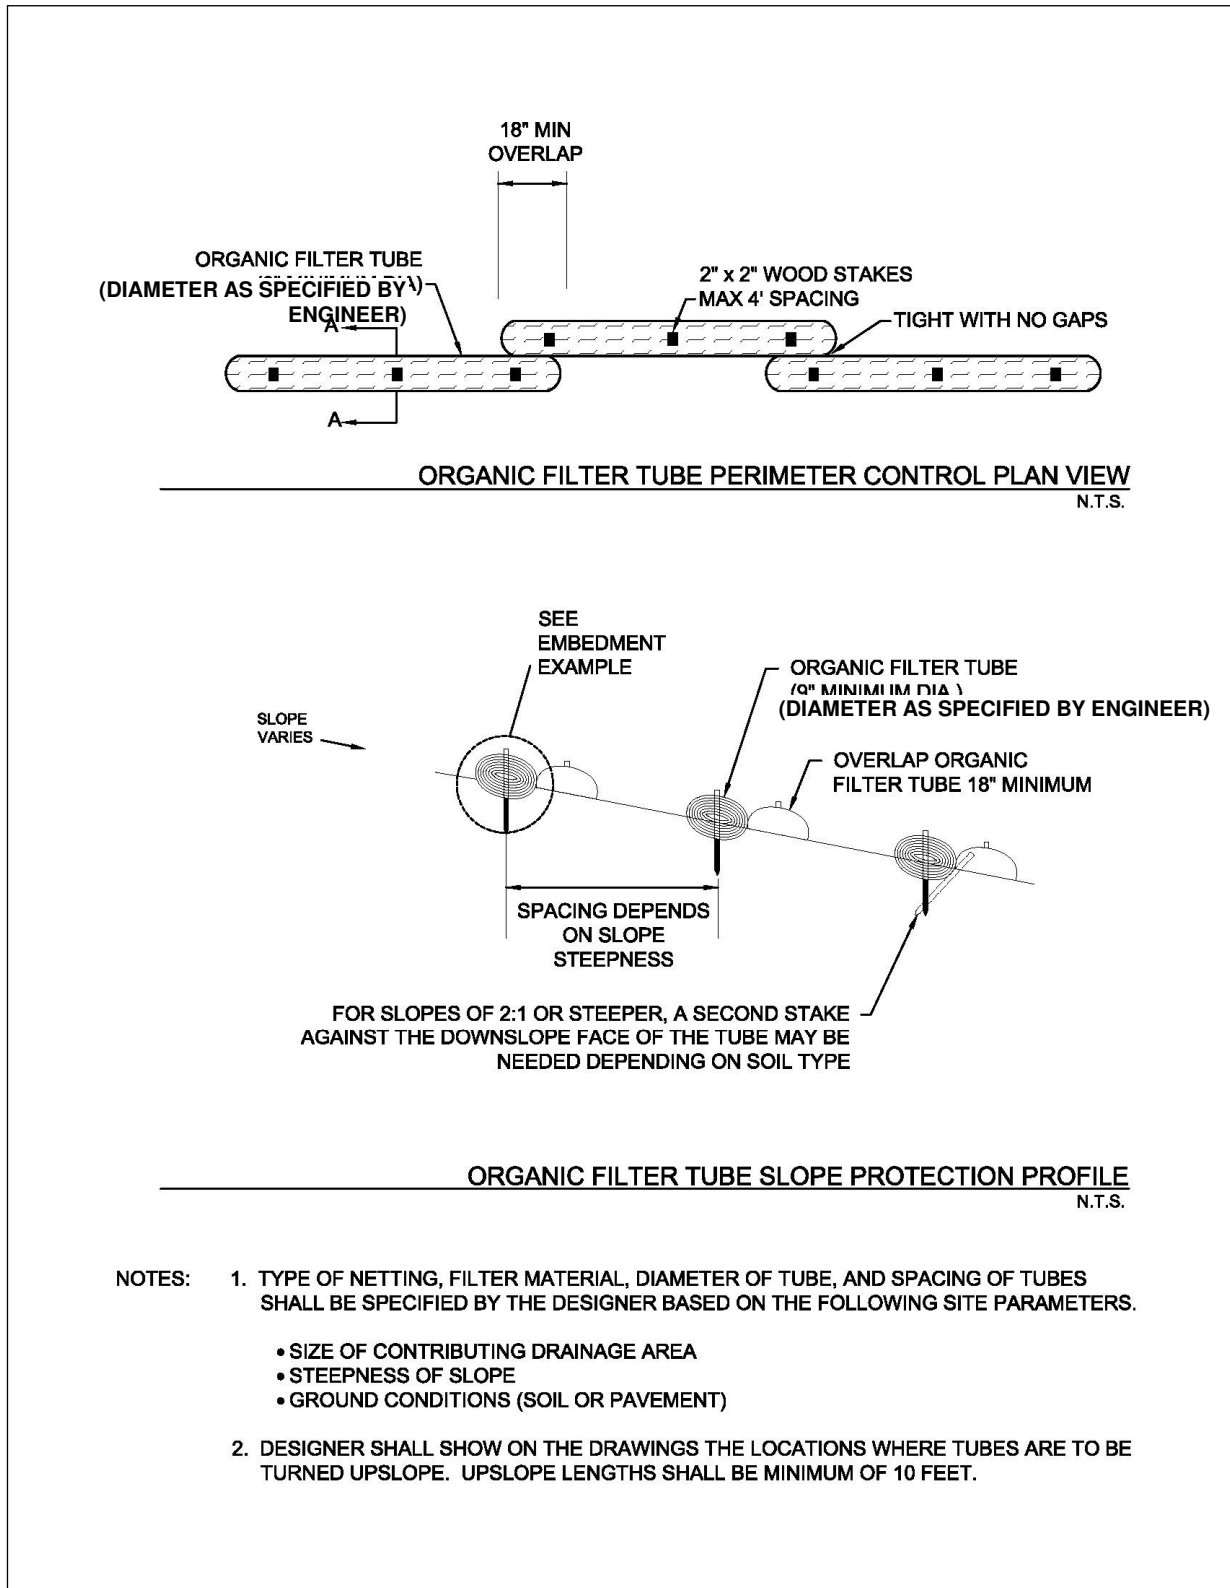 18" MIN
OVERLAP
ORGANIC FILTER TUBE
(DIAMETER AS SPECIFIED BY
ENGINEER)
2" x 2" WOOD STAKES
MAX 4' SPACING
TIGHT WITH NO GAPS
A
A
ORGANIC FILTER TUBE PERIMETER CONTROL PLAN VIEW
N.T.S.
SEE
EMBEDMENT
EXAMPLE
ORGANIC FILTER TUBE
(9" MINIMUM DIA.)
(DIAMETER AS SPECIFIED BY ENGINEER)
SLOPE
VARIES
OVERLAP ORGANIC
FILTER TUBE 18" MINIMUM
SPACING DEPENDS
ON SLOPE
STEEPNESS
FOR SLOPES OF 2:1 OR STEEPER, A SECOND STAKE
AGAINST THE DOWNSLOPE FACE OF THE TUBE MAY BE
NEEDED DEPENDING ON SOIL TYPE
ORGANIC FILTER TUBE SLOPE PROTECTION PROFILE
N.T.S.
NOTES: 1. TYPE OF NETTING, FILTER MATERIAL, DIAMETER OF TUBE, AND SPACING OF TUBES
SHALL BE SPECIFIED BY THE DESIGNER BASED ON THE FOLLOWING SITE PARAMETERS.
• SIZE OF CONTRIBUTING DRAINAGE AREA
• STEEPNESS OF SLOPE
• GROUND CONDITIONS (SOIL OR PAVEMENT)
2. DESIGNER SHALL SHOW ON THE DRAWINGS THE LOCATIONS WHERE TUBES ARE TO BE
TURNED UPSLOPE. UPSLOPE LENGTHS SHALL BE MINIMUM OF 10 FEET.